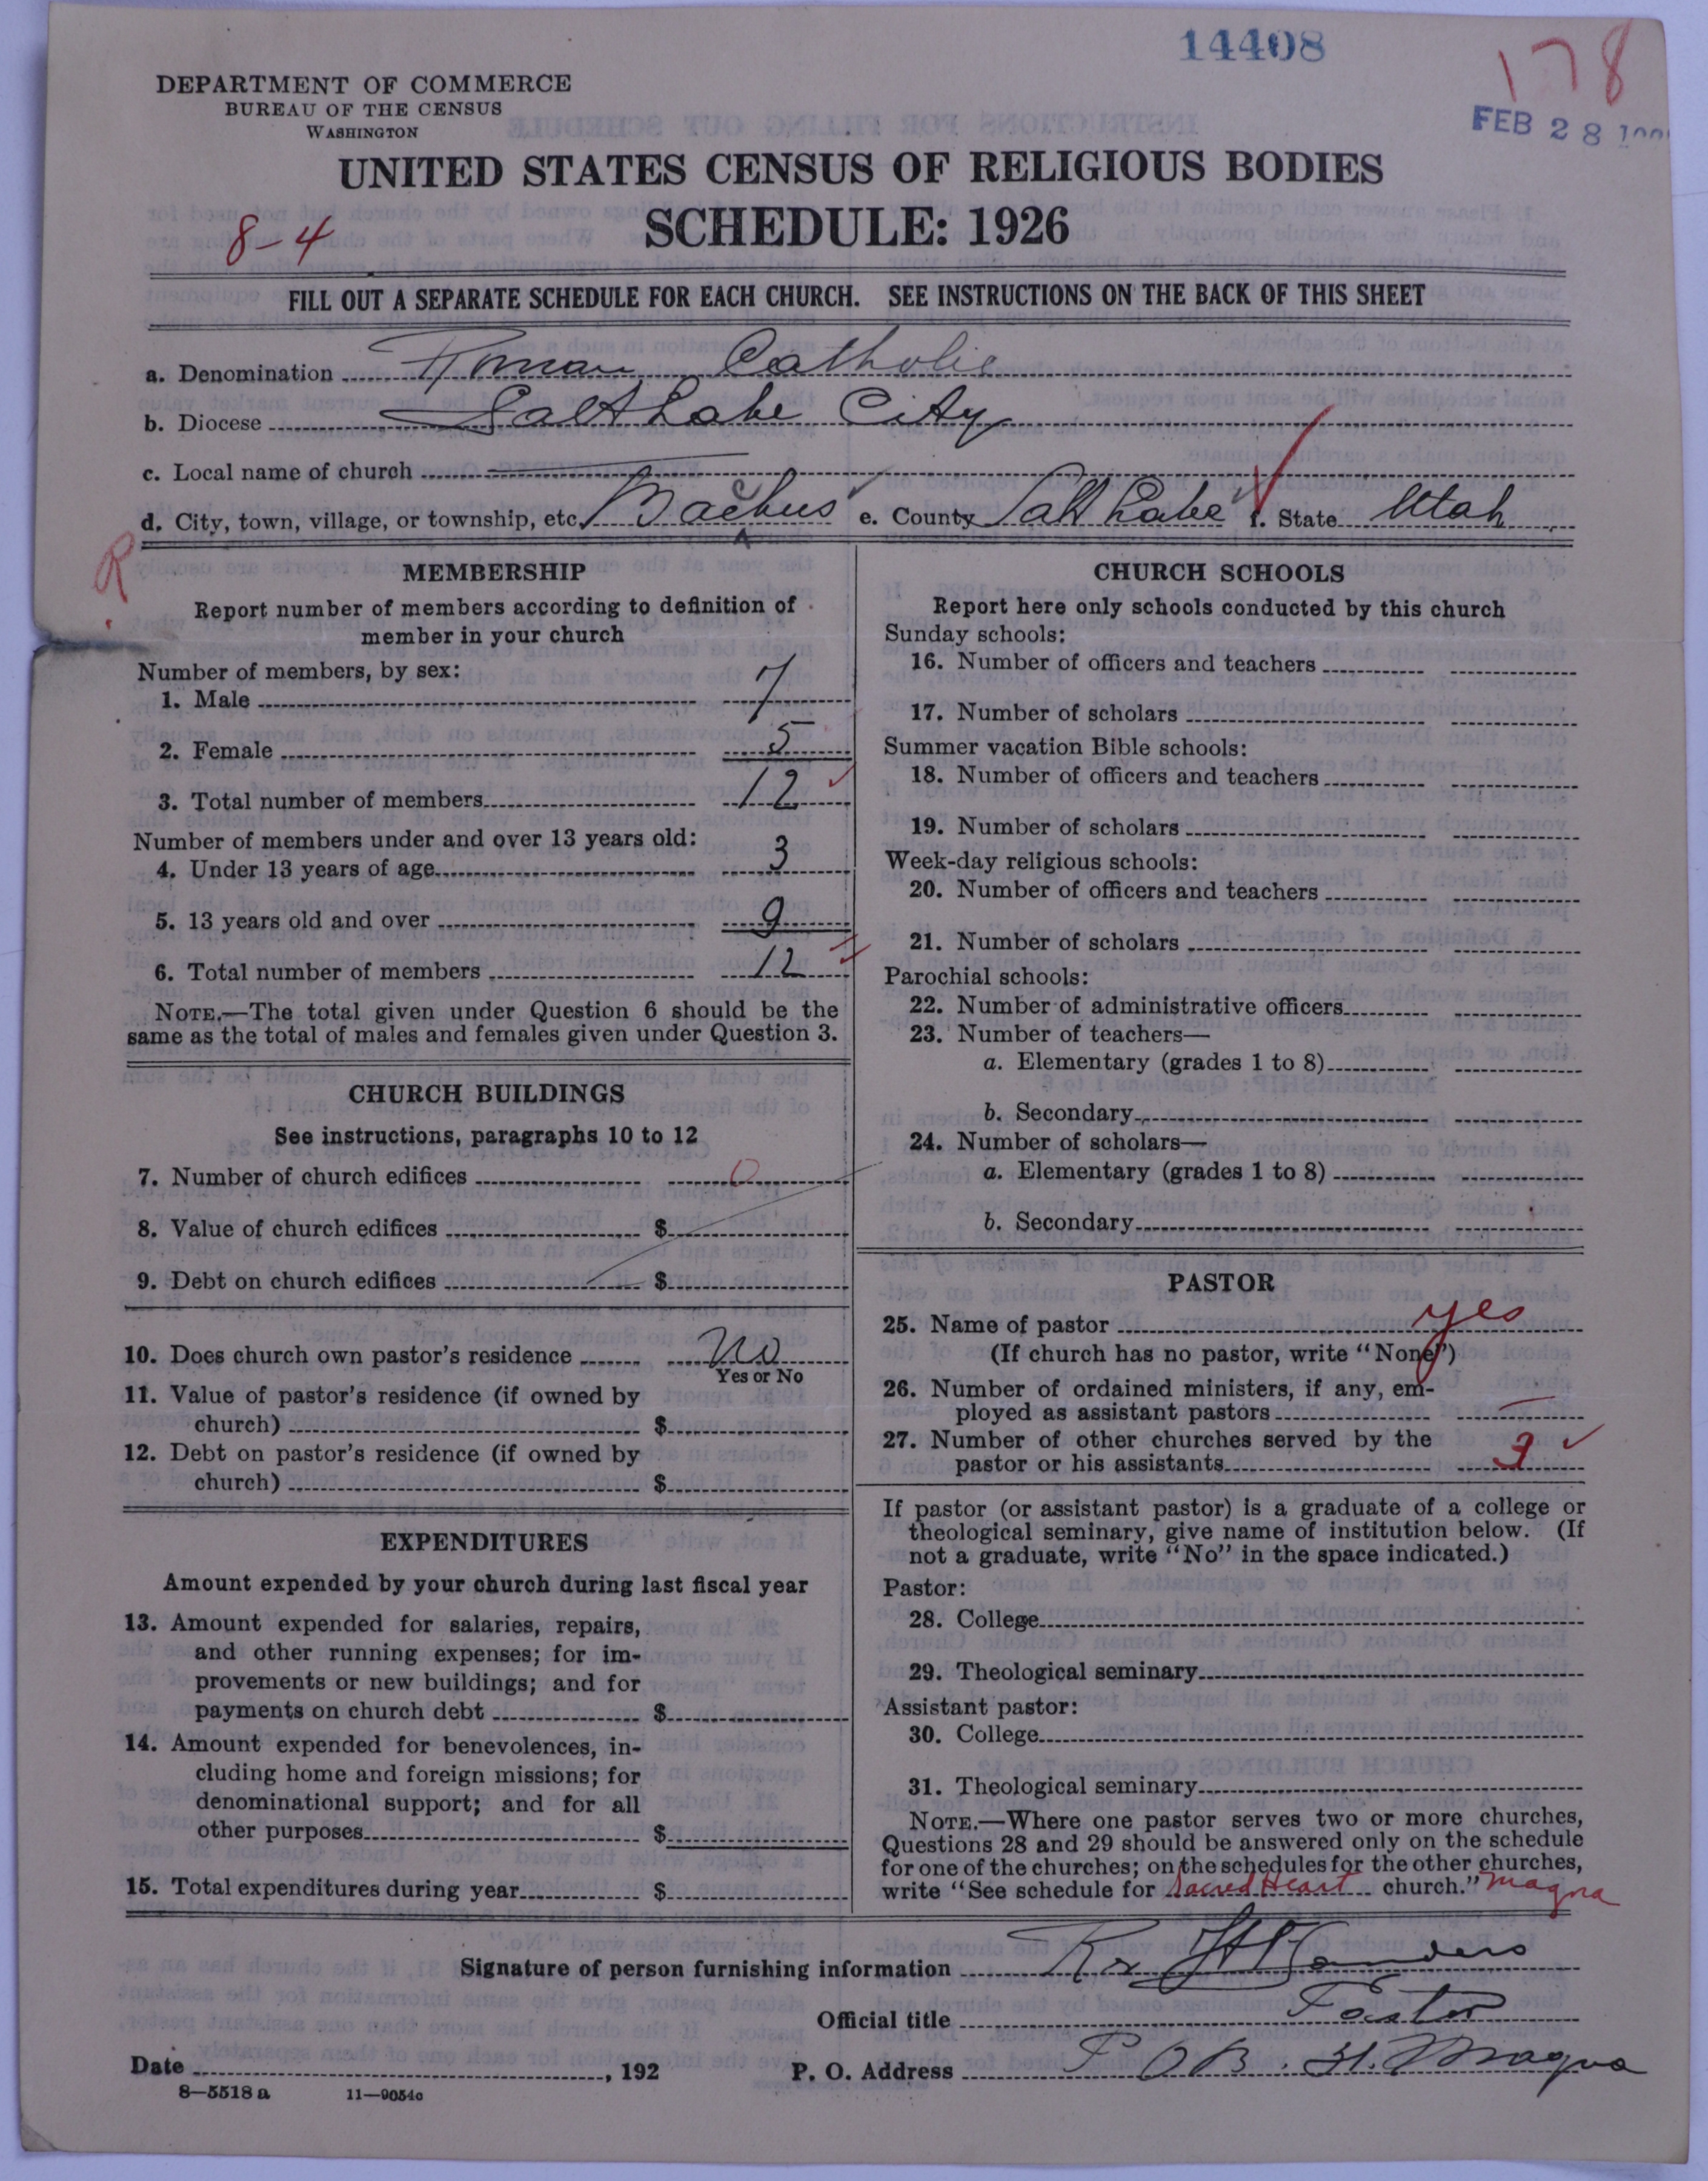 14408
178
FEB 28
DEPARTMENT OF COMMERCE
BUREAU OF THE CENSUS
WASHINGTON
UNITED STATES CENSUS OF RELIGIOUS BODIES
SCHEDULE: 1926
8-4
FILL OUT A SEPARATE SCHEDULE FOR EACH CHURCH. SEE INSTRUCTIONS ON THE BACK OF THIS SHEET
a. Denomination Roman Catholic
b. Diocese Salt Lake City
c. Local name of church
d. City, town, village, or township, etc. Bacchus e. County Salt Lake f. State Utah
R
MEMBERSHIP
Report number of members according to definition of
member in your church
Number of members, by sex:
1. Male 7
2. Female 5
3. Total number of members 12
Number of members under and over 13 years old:
4. Under 13 years of age 3
5. 13 years old and over 9
6. Total number of members 12
NOTE.—The total given under Question 6 should be the
same as the total of males and females given under Question 3.
CHURCH BUILDINGS
See instructions, paragraphs 10 to 12
7. Number of church edifices 0
8. Value of church edifices $
9. Debt on church edifices $
10. Does church own pastor's residence No
Yes or No
11. Value of pastor's residence (if owned by
church) $
12. Debt on pastor's residence (if owned by
church) $
EXPENDITURES
Amount expended by your church during last fiscal year
13. Amount expended for salaries, repairs,
and other running expenses; for im-
provements or new buildings; and for
payments on church debt $
14. Amount expended for benevolences, in-
cluding home and foreign missions; for
denominational support; and for all
other purposes $
15. Total expenditures during year $
CHURCH SCHOOLS
Report here only schools conducted by this church
Sunday schools:
16. Number of officers and teachers
17. Number of scholars
Summer vacation Bible schools:
18. Number of officers and teachers
19. Number of scholars
Week-day religious schools:
20. Number of officers and teachers
21. Number of scholars
Parochial schools:
22. Number of administrative officers
23. Number of teachers—
a. Elementary (grades 1 to 8)
b. Secondary
24. Number of scholars—
a. Elementary (grades 1 to 8)
b. Secondary
PASTOR
25. Name of pastor yes
(If church has no pastor, write "None")
26. Number of ordained ministers, if any, em-
ployed as assistant pastors —
27. Number of other churches served by the
pastor or his assistants 3
If pastor (or assistant pastor) is a graduate of a college or
theological seminary, give name of institution below. (If
not a graduate, write "No" in the space indicated.)
Pastor:
28. College
29. Theological seminary
Assistant pastor:
30. College
31. Theological seminary
NOTE.—Where one pastor serves two or more churches,
Questions 28 and 29 should be answered only on the schedule
for one of the churches; on the schedules for the other churches,
write "See schedule for Sacred Heart church." Magna
Signature of person furnishing information
Official title Pastor
Date , 192 P. O. Address P O B. 31. Magna
8—5518 a 11—9054c